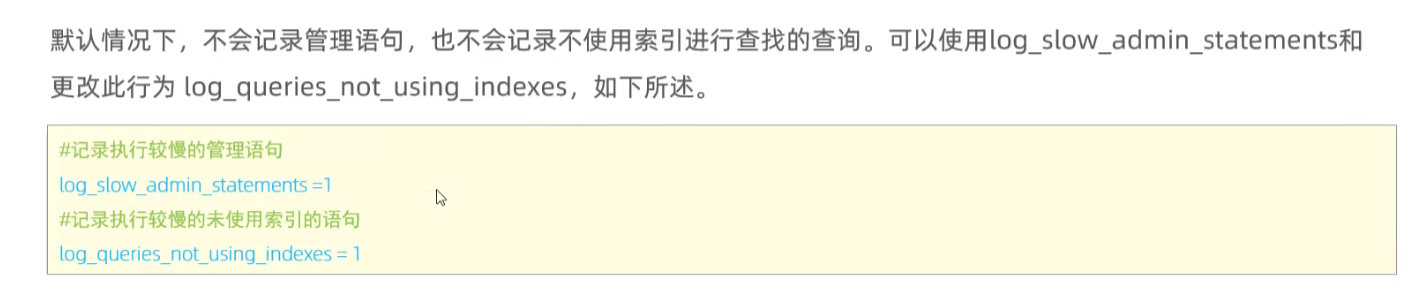 默认情况下，不会记录管理语句，也不会记录不使用索引进行查找的查询。可以使用log_slow_admin_statements和
更改此行为 log_queries_not_using_indexes，如下所述。
#记录执行较慢的管理语句
log_slow_admin_statements =1
#记录执行较慢的未使用索引的语句
log_queries_not_using_indexes = 1